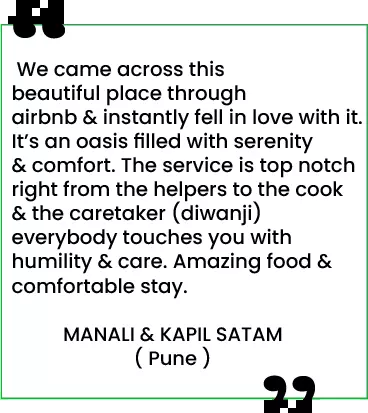 We came across this
beautiful place through
airbnb & instantly fell in love with it.
It’s an oasis filled with serenity
& comfort. The service is top notch
right from the helpers to the cook
& the caretaker (diwanji)
everybody touches you with
humility & care. Amazing food &
comfortable stay.
MANALI & KAPIL SATAM
( Pune )